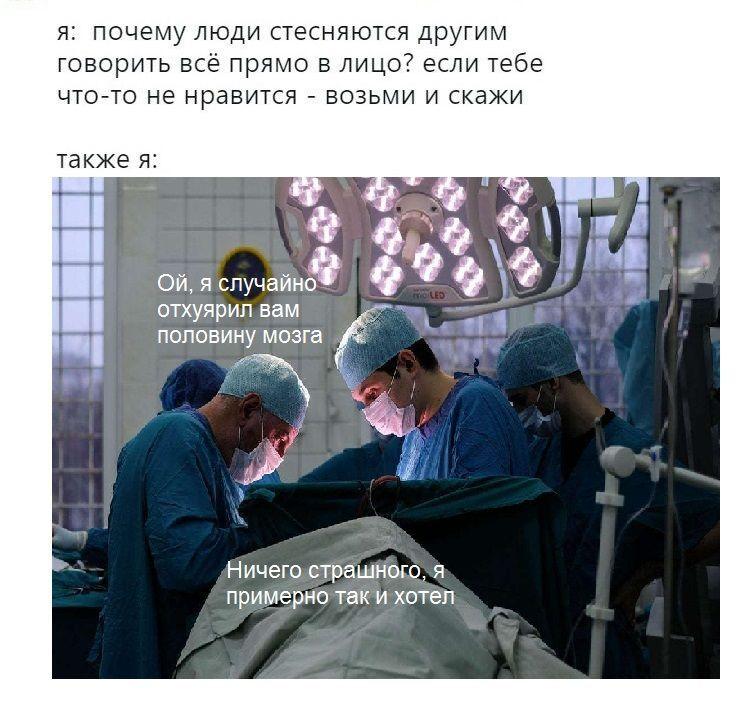 я: почему люди стесняются другим
говорить всё прямо в лицо? если тебе
что-то не нравится - возьми и скажи
также я:
Ой, я случайно
отхуярил вам
половину мозга
LED
Ничего страшного, я
примерно так и хотел